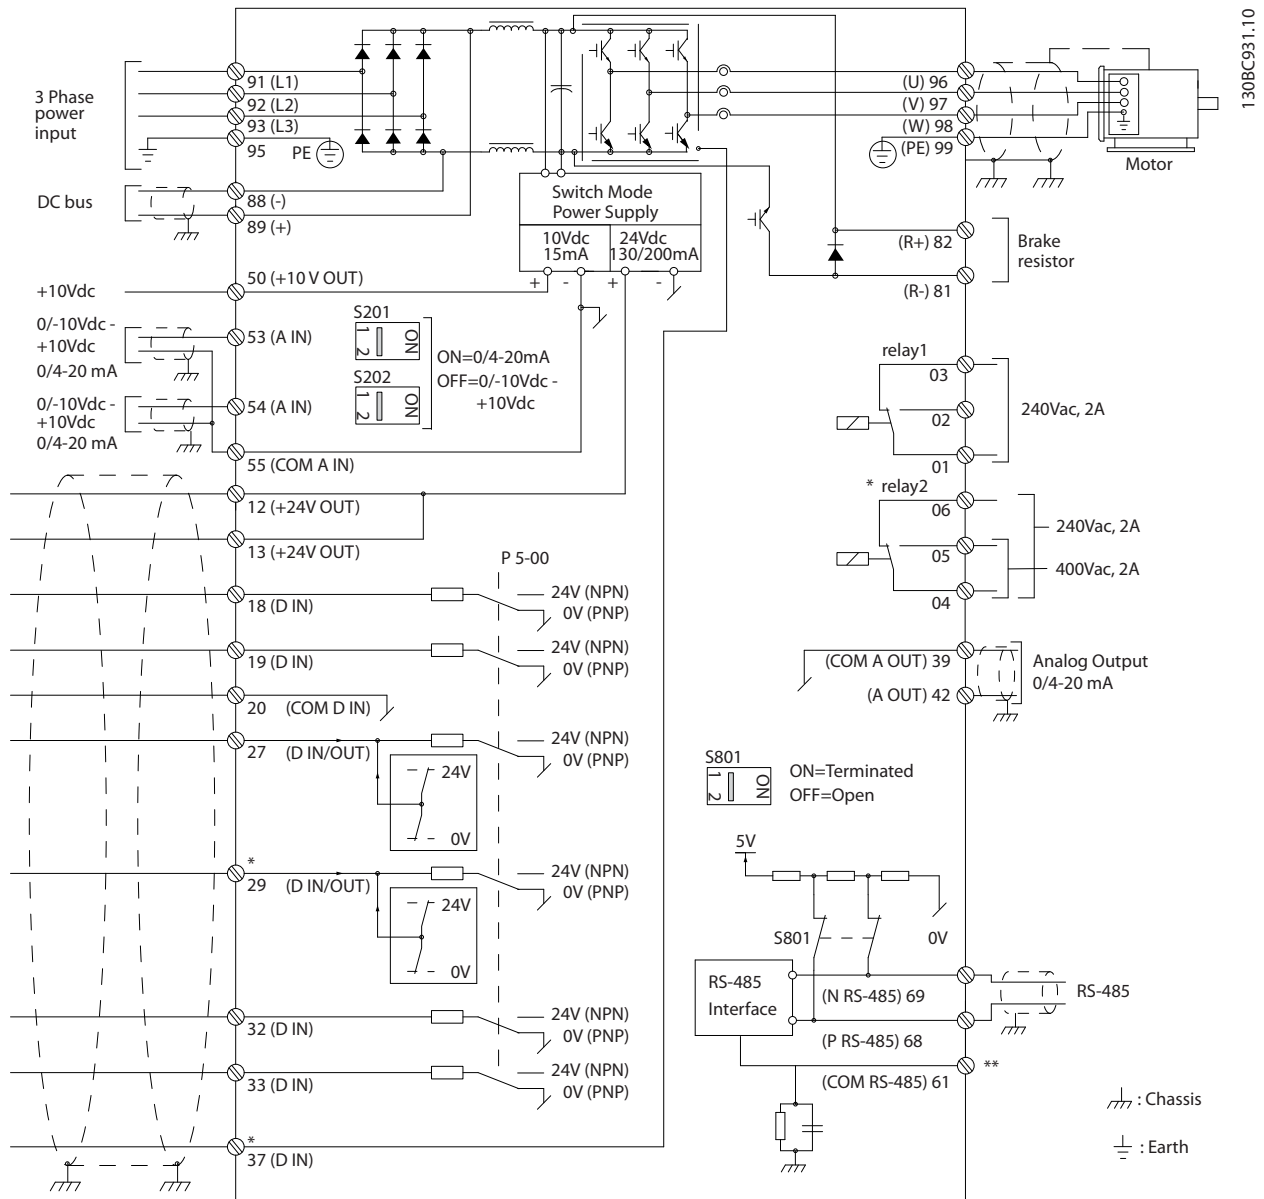 130BC931.10
3 Phase
power
input
91 (L1)
92 (L2)
93 (L3)
95
PE
DC bus
88 (-)
89 (+)
+10Vdc
50 (+10 V OUT)
0/-10Vdc -
+10Vdc
0/4-20 mA
53 (A IN)
0/-10Vdc -
+10Vdc
0/4-20 mA
54 (A IN)
55 (COM A IN)
12 (+24V OUT)
13 (+24V OUT)
18 (D IN)
19 (D IN)
20 (COM D IN)
27 (D IN/OUT)
24V
0V
*
29 (D IN/OUT)
24V
0V
32 (D IN)
33 (D IN)
*
37 (D IN)
Switch Mode
Power Supply
10Vdc
15mA
24Vdc
130/200mA
+ - + -
S201
1 2
ON
S202
1 2
ON
ON=0/4-20mA
OFF=0/-10Vdc -
+10Vdc
P 5-00
24V (NPN)
0V (PNP)
24V (NPN)
0V (PNP)
24V (NPN)
0V (PNP)
24V (NPN)
0V (PNP)
24V (NPN)
0V (PNP)
24V (NPN)
0V (PNP)
(U) 96
(V) 97
(W) 98
(PE) 99
Motor
(R+) 82
(R-) 81
Brake
resistor
relay1
03
02
01
240Vac, 2A
* relay2
06
05
04
240Vac, 2A
400Vac, 2A
(COM A OUT) 39
(A OUT) 42
Analog Output
0/4-20 mA
S801
1 2
ON
ON=Terminated
OFF=Open
5V
S801
0V
RS-485
Interface
(N RS-485) 69
(P RS-485) 68
(COM RS-485) 61
**
RS-485
: Chassis
: Earth